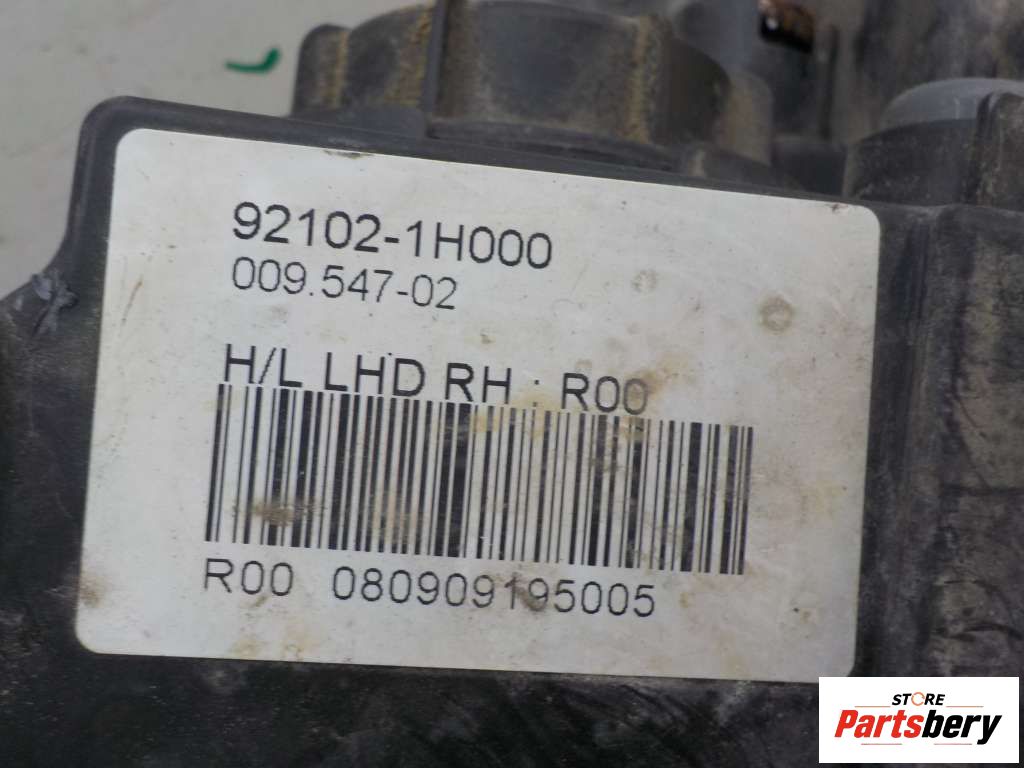 92102-1H000
009.547-02
H/L LHD RH : R00
R00 080909195005
STORE
Partsbery